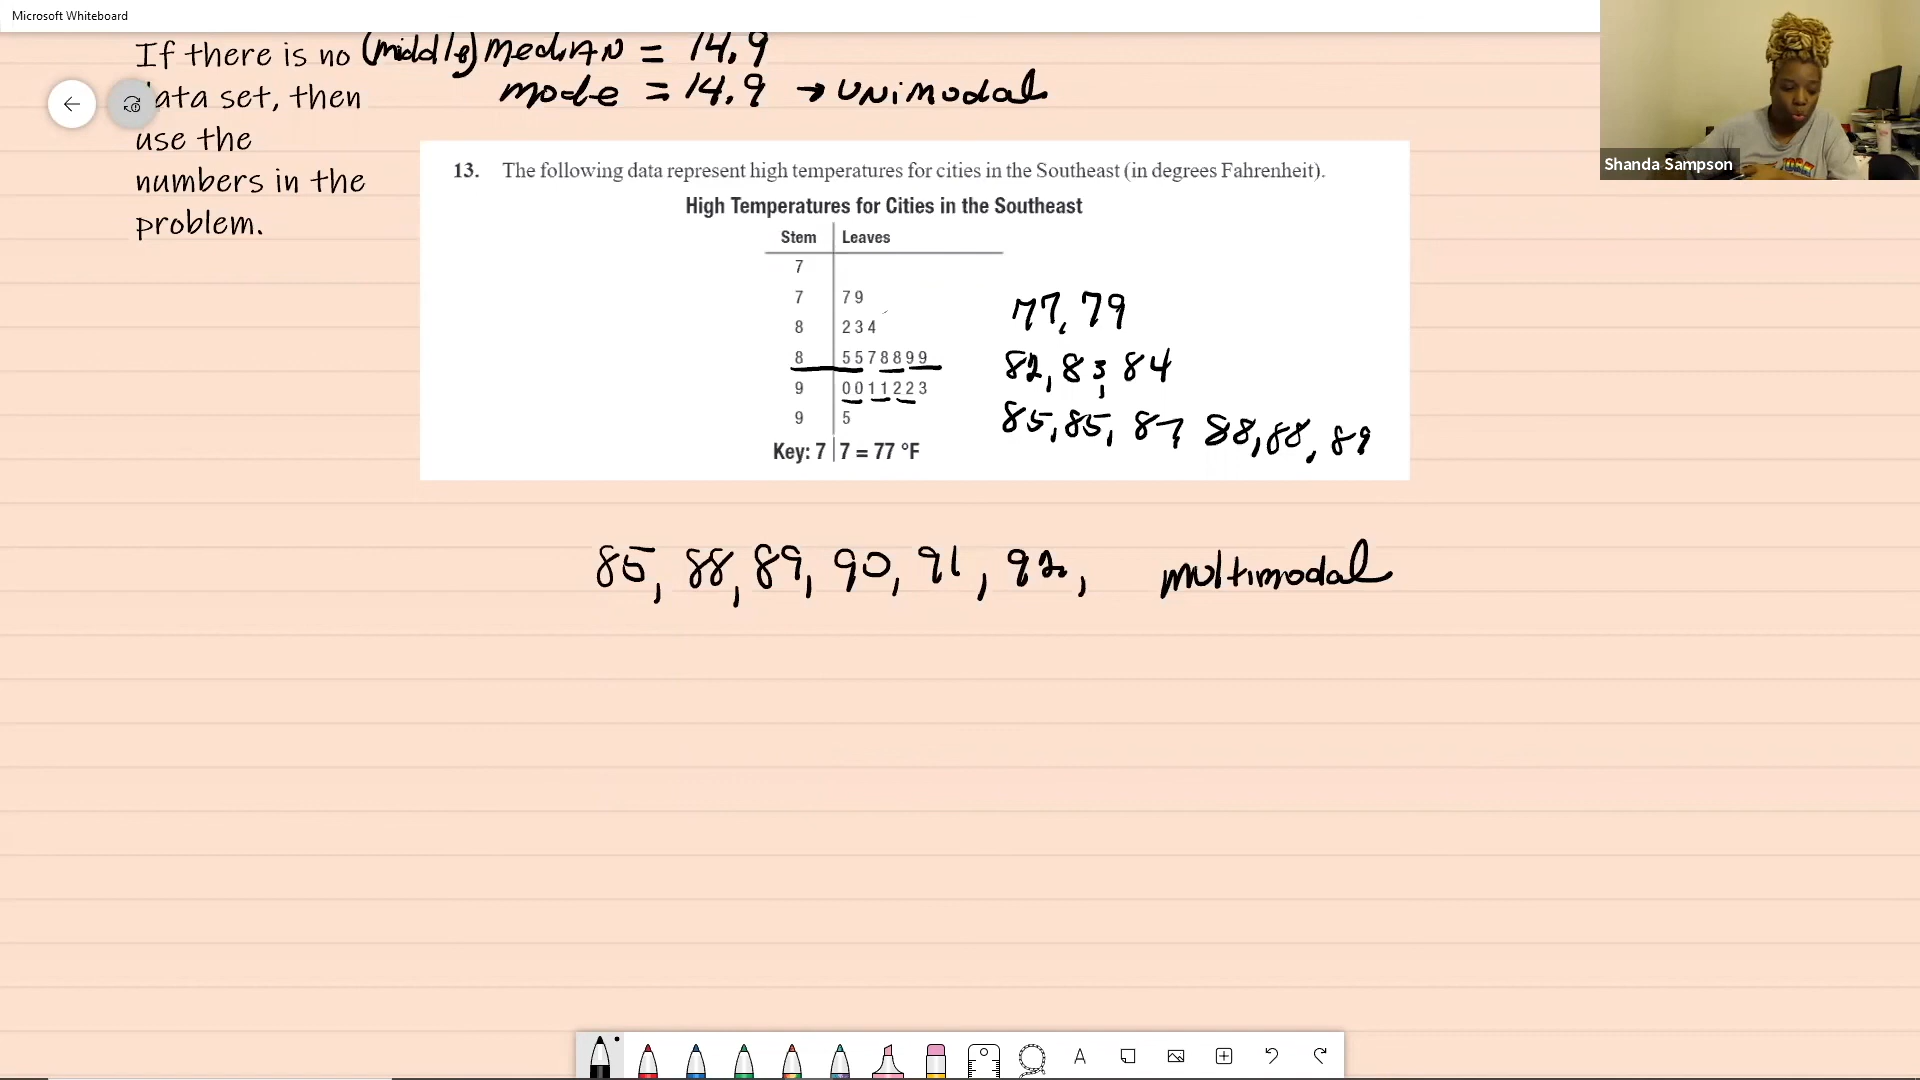 Microsoft Whiteboard
If there is no
data set, then
use the
numbers in the
problem.
(middle) median = 14.9
mode = 14.9 → unimodal
Shanda Sampson
13. The following data represent high temperatures for cities in the Southeast (in degrees Fahrenheit).
High Temperatures for Cities in the Southeast
Stem Leaves
7
7 7 9
8 2 3 4
8 5 5 7 8 8 9 9
9 0 0 1 1 2 2 3
9 5
Key: 7 | 7 = 77 °F
77, 79
82, 83, 84
85, 85, 87 88, 88, 89
85, 88, 89, 90, 91, 92, multimodal